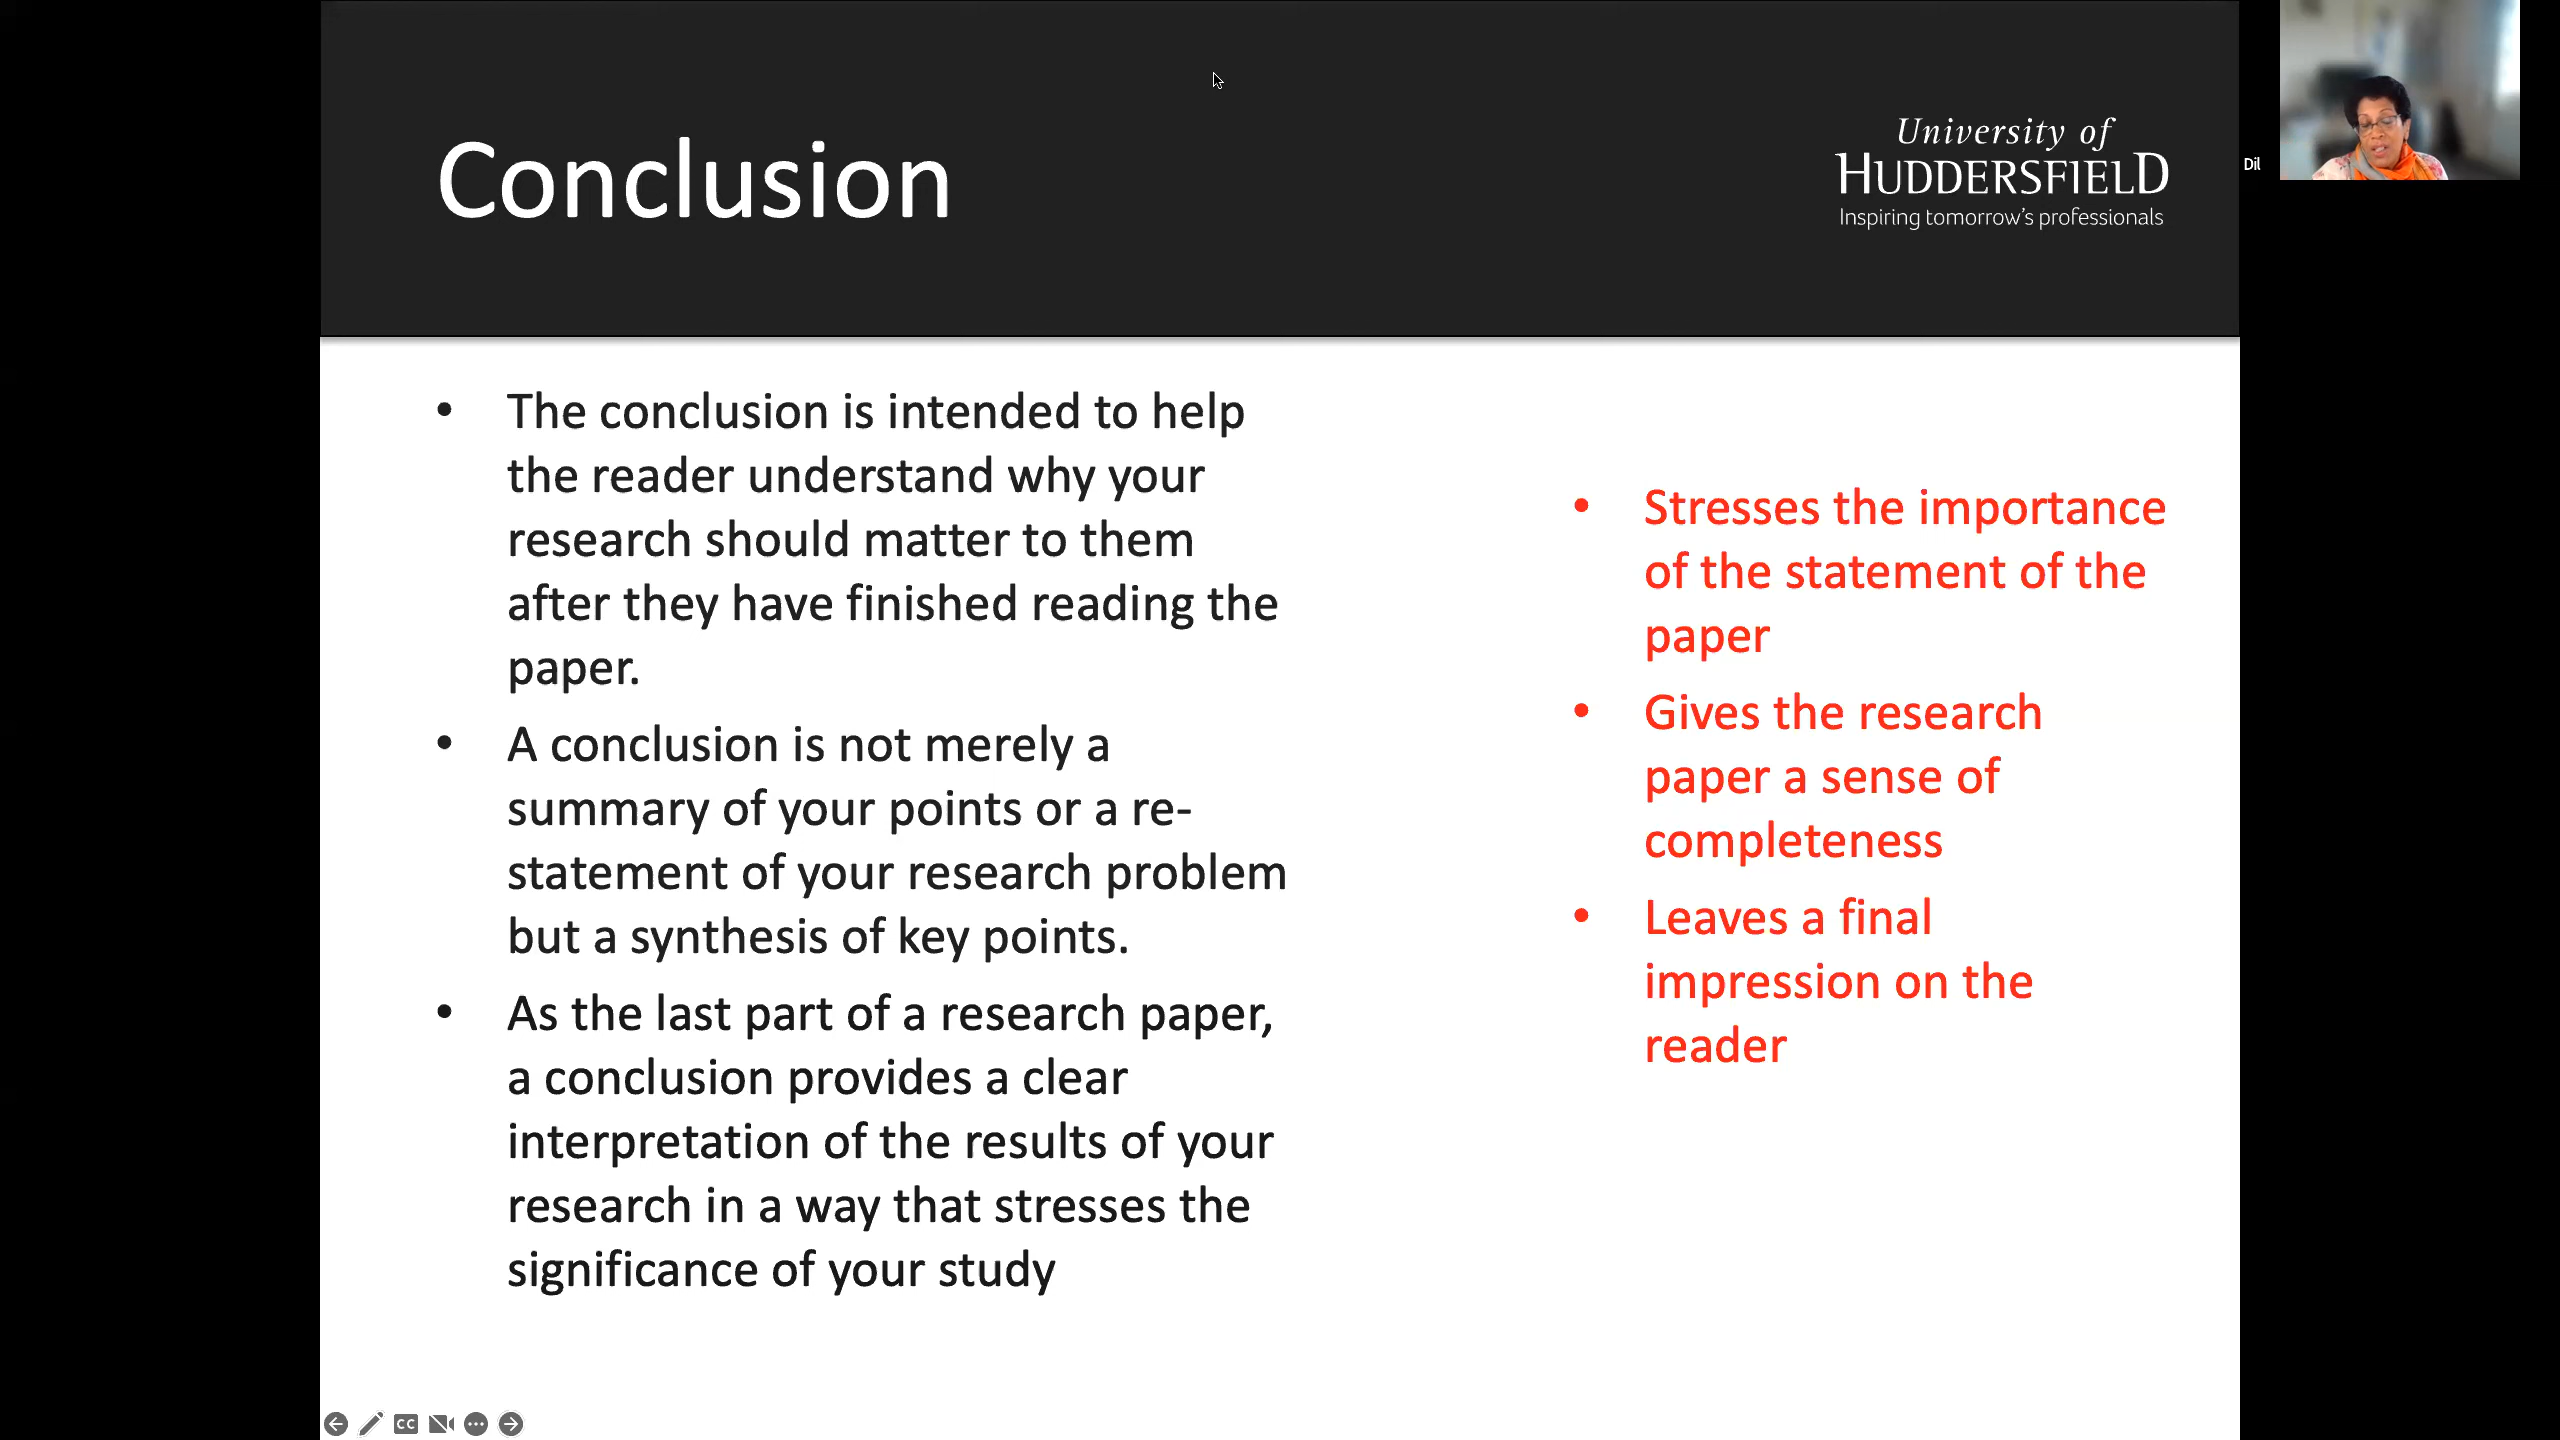 Conclusion
University of
HUDDERSFIELD
Inspiring tomorrow's professionals
Dil
• The conclusion is intended to help
the reader understand why your
research should matter to them
after they have finished reading the
paper.
• A conclusion is not merely a
summary of your points or a re-
statement of your research problem
but a synthesis of key points.
• As the last part of a research paper,
a conclusion provides a clear
interpretation of the results of your
research in a way that stresses the
significance of your study
• Stresses the importance
of the statement of the
paper
• Gives the research
paper a sense of
completeness
• Leaves a final
impression on the
reader
CC